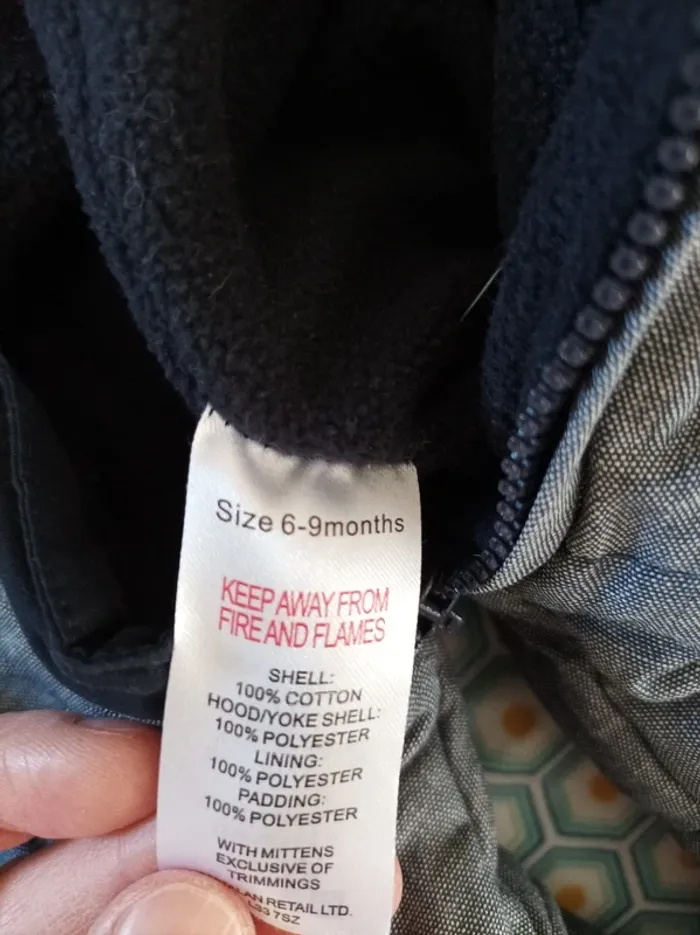 Size 6-9months
KEEP AWAY FROM
FIRE AND FLAMES
SHELL:
100% COTTON
HOOD/YOKE SHELL:
100% POLYESTER
LINING:
100% POLYESTER
PADDING:
100% POLYESTER
WITH MITTENS
EXCLUSIVE OF
TRIMMINGS
RETAIL LTD.
7SZ